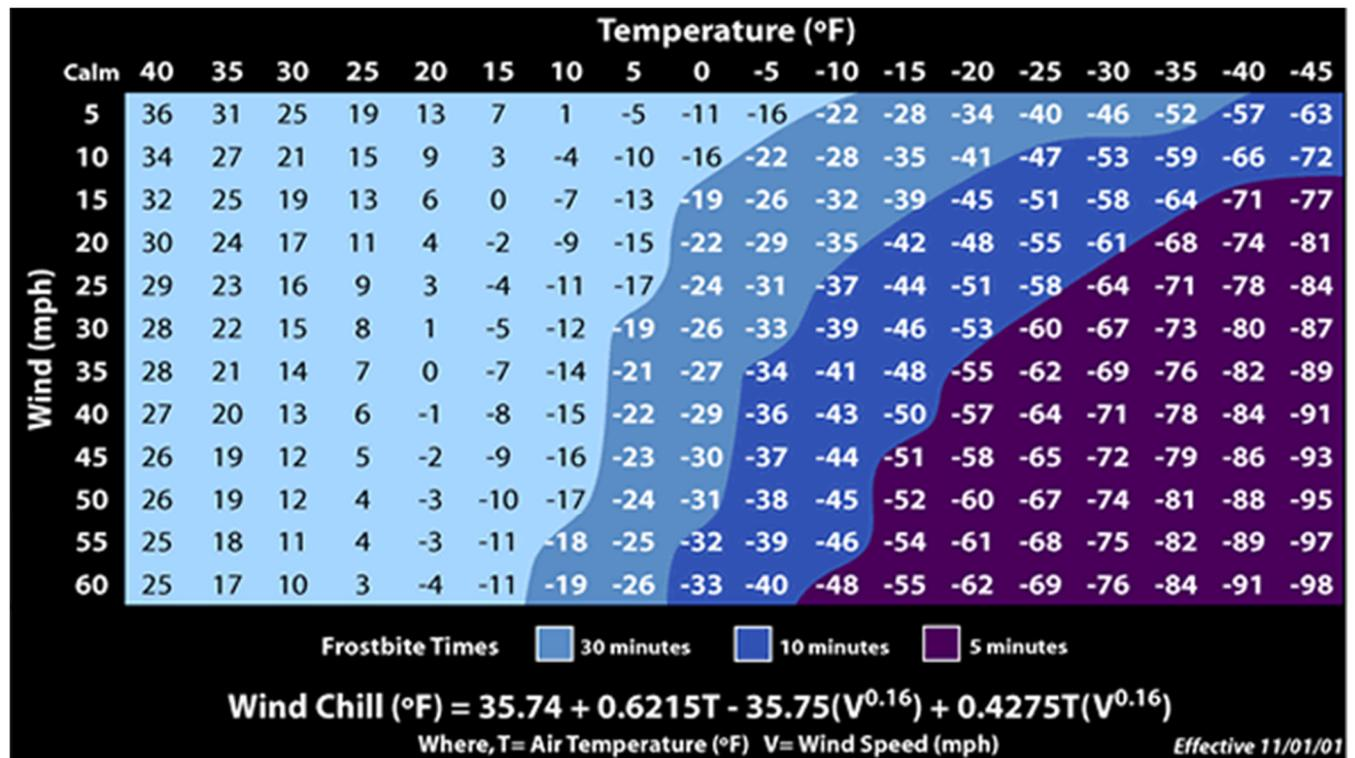 Temperature (ºF)
Calm 40 35 30 25 20 15 10 5 0 -5 -10 -15 -20 -25 -30 -35 -40 -45
5 36 31 25 19 13 7 1 -5 -11 -16 -22 -28 -34 -40 -46 -52 -57 -63
10 34 27 21 15 9 3 -4 -10 -16 -22 -28 -35 -41 -47 -53 -59 -66 -72
15 32 25 19 13 6 0 -7 -13 -19 -26 -32 -39 -45 -51 -58 -64 -71 -77
20 30 24 17 11 4 -2 -9 -15 -22 -29 -35 -42 -48 -55 -61 -68 -74 -81
25 29 23 16 9 3 -4 -11 -17 -24 -31 -37 -44 -51 -58 -64 -71 -78 -84
30 28 22 15 8 1 -5 -12 -19 -26 -33 -39 -46 -53 -60 -67 -73 -80 -87
35 28 21 14 7 0 -7 -14 -21 -27 -34 -41 -48 -55 -62 -69 -76 -82 -89
40 27 20 13 6 -1 -8 -15 -22 -29 -36 -43 -50 -57 -64 -71 -78 -84 -91
45 26 19 12 5 -2 -9 -16 -23 -30 -37 -44 -51 -58 -65 -72 -79 -86 -93
50 26 19 12 4 -3 -10 -17 -24 -31 -38 -45 -52 -60 -67 -74 -81 -88 -95
55 25 18 11 4 -3 -11 -18 -25 -32 -39 -46 -54 -61 -68 -75 -82 -89 -97
60 25 17 10 3 -4 -11 -19 -26 -33 -40 -48 -55 -62 -69 -76 -84 -91 -98
Wind (mph)
Frostbite Times 30 minutes 10 minutes 5 minutes
Wind Chill (ºF) = 35.74 + 0.6215T - 35.75(V^0.16) + 0.4275T(V^0.16)
Where, T= Air Temperature (ºF) V= Wind Speed (mph) Effective 11/01/01